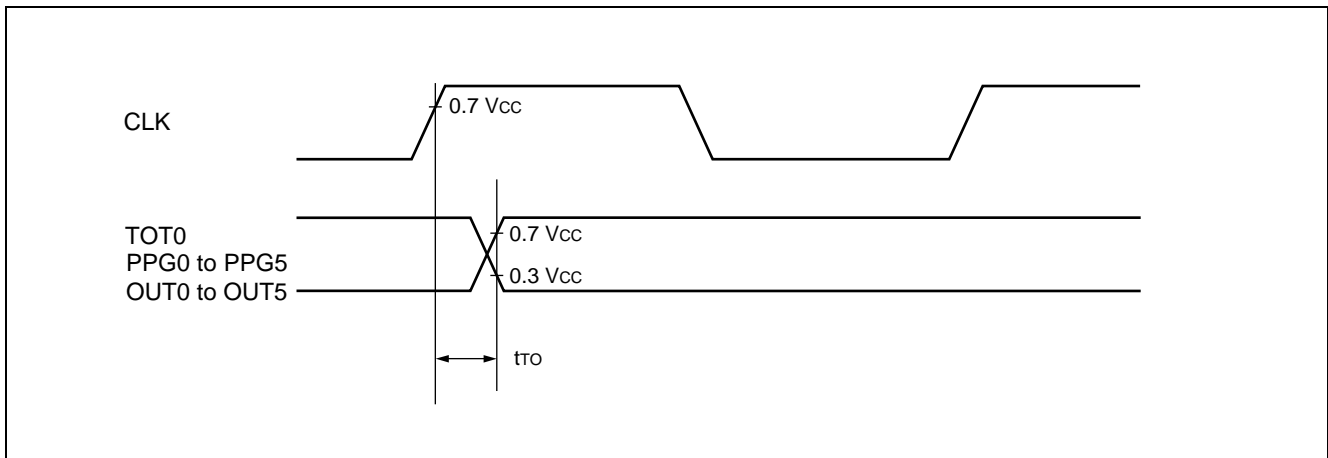 CLK
0.7 VCC
TOT0
PPG0 to PPG5
OUT0 to OUT5
0.7 VCC
0.3 VCC
tTO